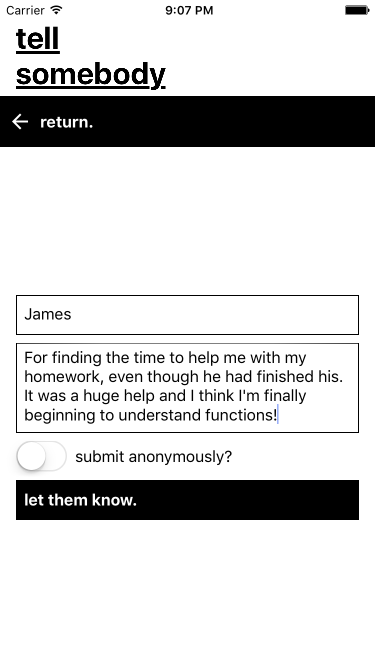 Carrier 9:07 PM
tell
somebody
return.
James
For finding the time to help me with my
homework, even though he had finished his.
It was a huge help and I think I'm finally
beginning to understand functions!
submit anonymously?
let them know.